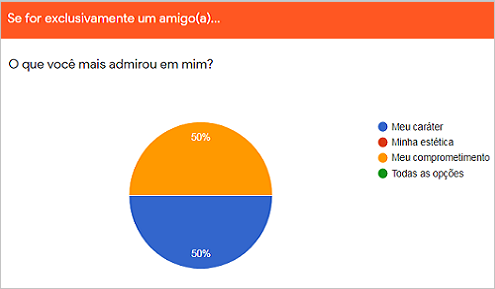 Se for exclusivamente um amigo(a)...
O que você mais admirou em mim?
50%
50%
Meu caráter
Minha estética
Meu comprometimento
Todas as opções